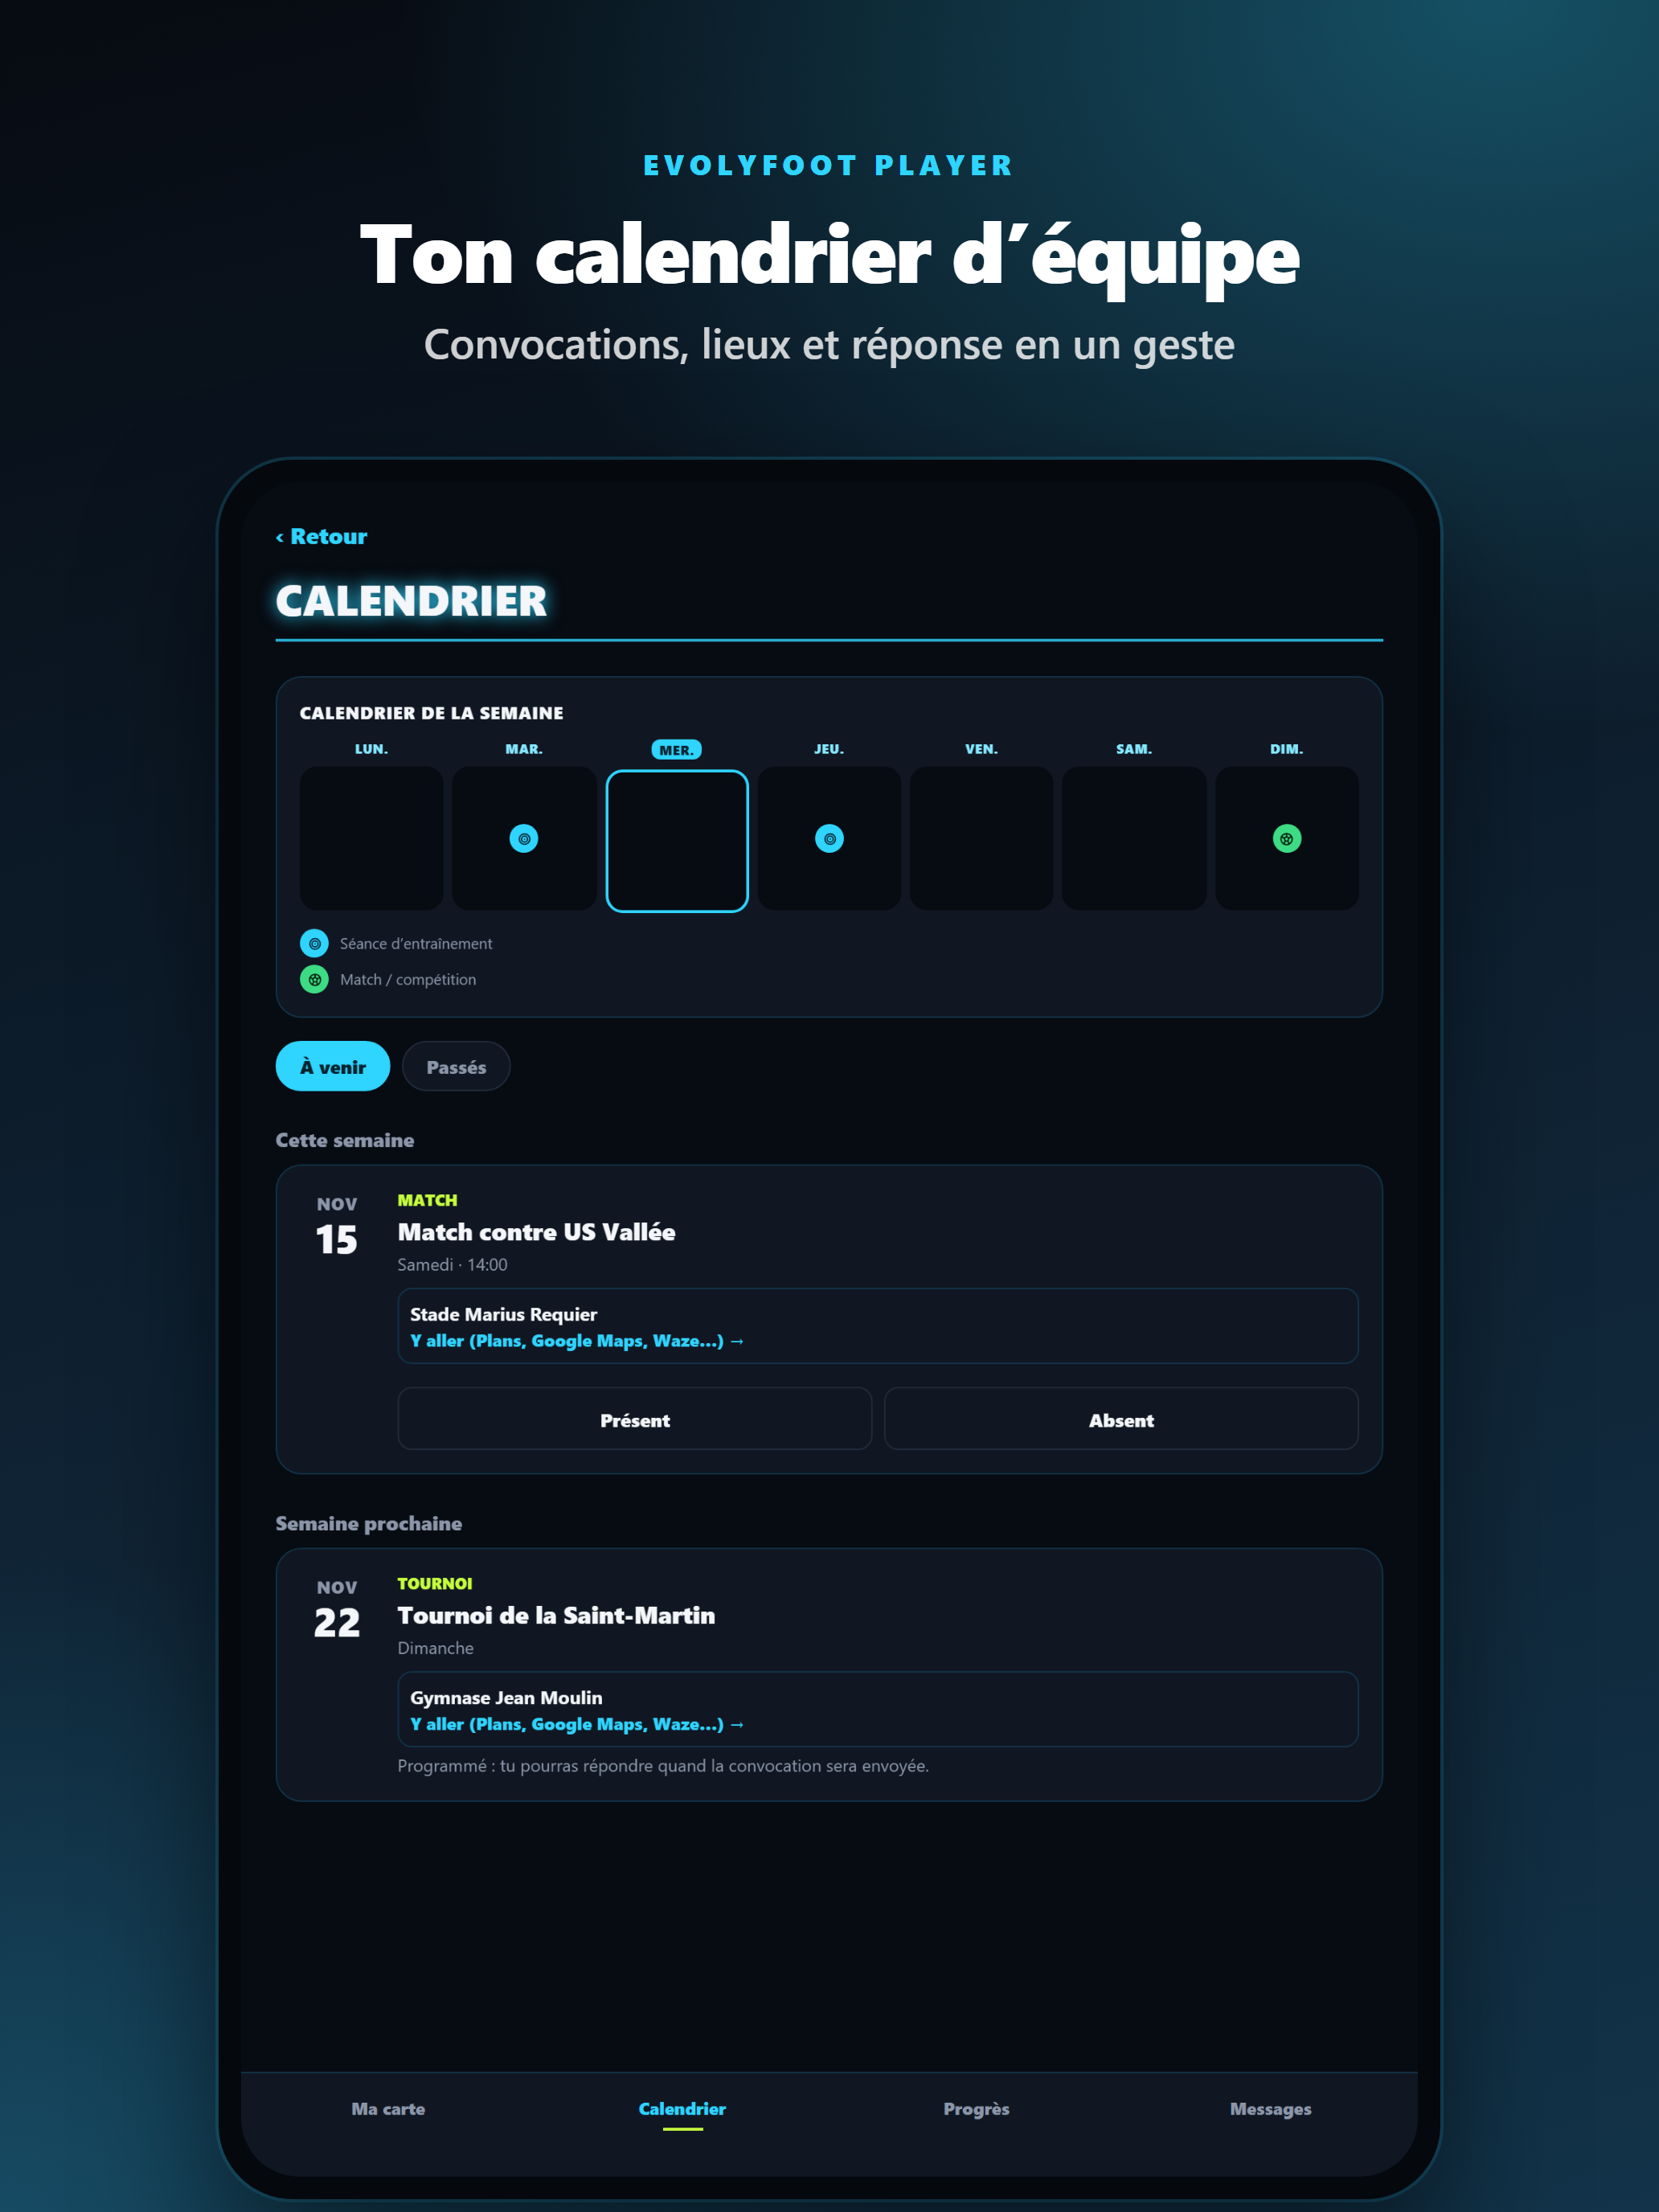 EVOLYFOOT PLAYER
Ton calendrier d'équipe
Convocations, lieux et réponse en un geste
‹ Retour
CALENDRIER
CALENDRIER DE LA SEMAINE
LUN. MAR. MER. JEU. VEN. SAM. DIM.
Séance d'entraînement
Match / compétition
À venir Passés
Cette semaine
NOV
15
MATCH
Match contre US Vallée
Samedi · 14:00
Stade Marius Requier
Y aller (Plans, Google Maps, Waze...) →
Présent Absent
Semaine prochaine
NOV
22
TOURNOI
Tournoi de la Saint-Martin
Dimanche
Gymnase Jean Moulin
Y aller (Plans, Google Maps, Waze...) →
Programmé : tu pourras répondre quand la convocation sera envoyée.
Ma carte Calendrier Progrès Messages